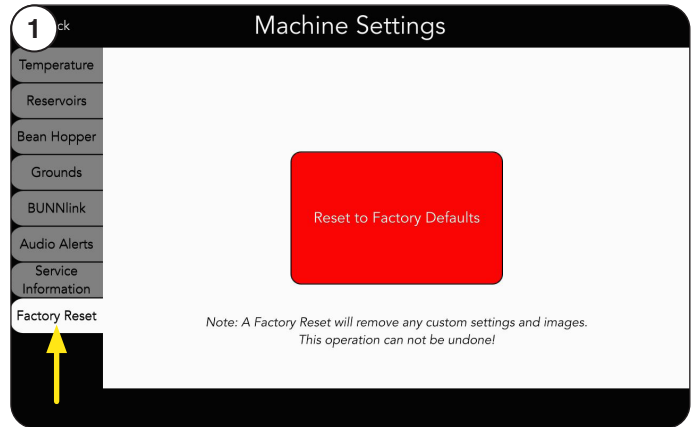 1
ck
Machine Settings
Temperature
Reservoirs
Bean Hopper
Grounds
BUNNlink
Audio Alerts
Service
Information
Factory Reset
Reset to Factory Defaults
Note: A Factory Reset will remove any custom settings and images.
This operation can not be undone!